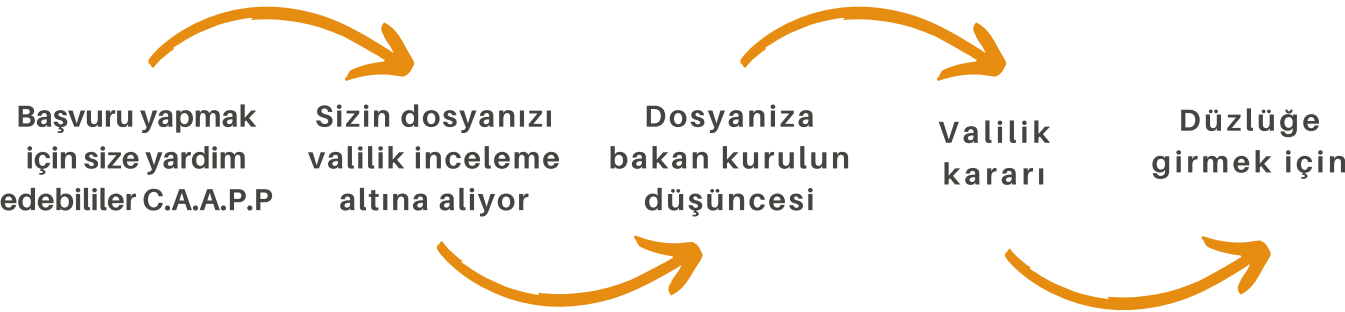 Başvuru yapmak
için size yardim
edebililer C.A.A.P.P
Sizin dosyanızı
valilik inceleme
altına aliyor
Dosyaniza
bakan kurulun
düşüncesi
Valilik
kararı
Düzlüğe
girmek için